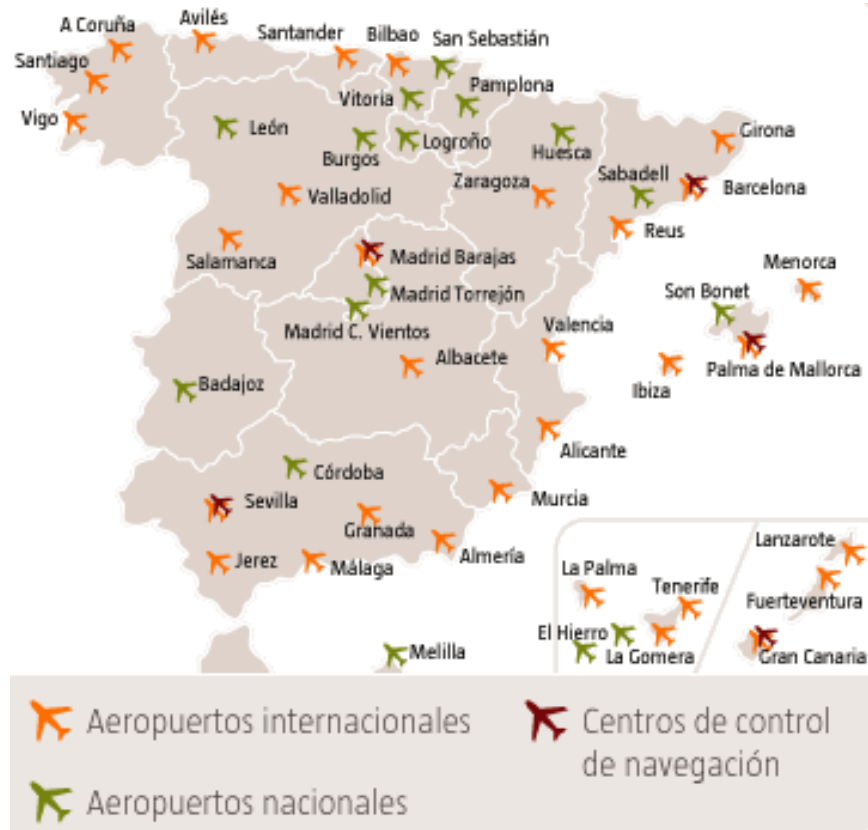 Avilés
A Coruña
Santander
Bilbao
San Sebastián
Santiago
Pamplona
Vitoria
Vigo
León
Burgos
Logroño
Huesca
Girona
Valladolid
Zaragoza
Sabadell
Barcelona
Reus
Salamanca
Madrid Barajas
Menorca
Madrid Torrejón
Son Bonet
Madrid C. Vientos
Valencia
Albacete
Palma de Mallorca
Badajoz
Ibiza
Alicante
Córdoba
Sevilla
Murcia
Granada
Almería
Lanzarote
Jerez
Málaga
La Palma
Tenerife
Fuerteventura
El Hierro
Melilla
La Gomera
Gran Canaria
Aeropuertos internacionales
Centros de control
de navegación
Aeropuertos nacionales